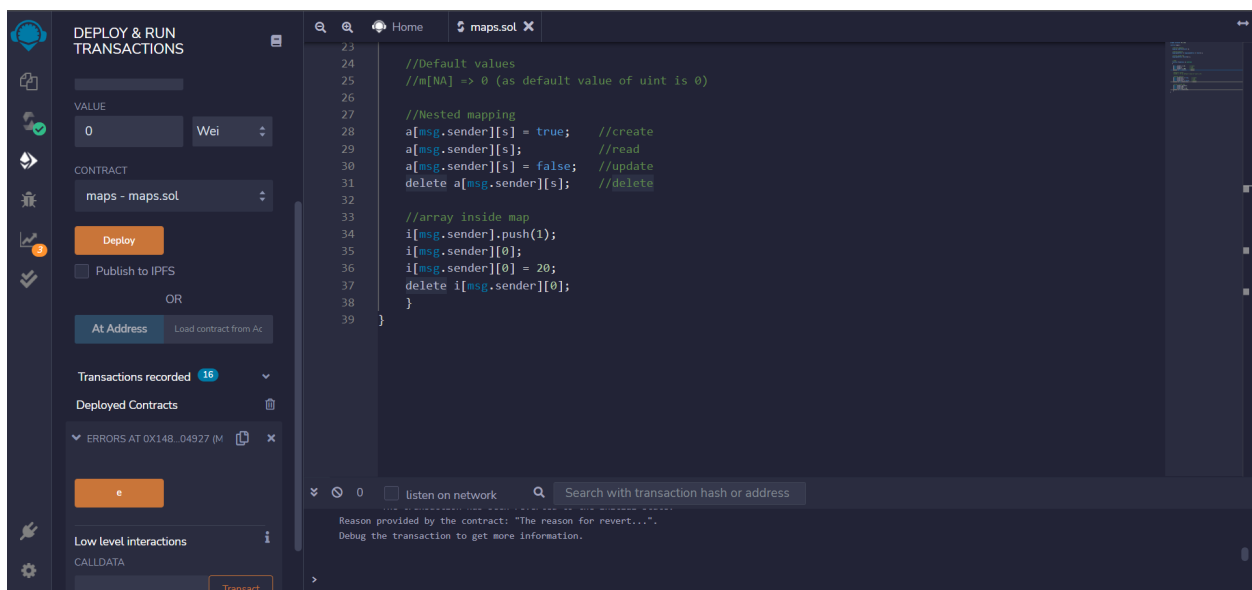 DEPLOY & RUN
TRANSACTIONS
VALUE
0
Wei
CONTRACT
maps - maps.sol
Deploy
Publish to IPFS
OR
At Address
Load contract from Ac
Transactions recorded 16
Deployed Contracts
ERRORS AT 0X148...04927 (M
e
Low level interactions
i
CALLDATA
Transact
3
Home
maps.sol
23
24 //Default values
25 //m[NA] => 0 (as default value of uint is 0)
26
27 //Nested mapping
28 a[msg.sender][s] = true; //create
29 a[msg.sender][s]; //read
30 a[msg.sender][s] = false; //update
31 delete a[msg.sender][s]; //delete
32
33 //array inside map
34 i[msg.sender].push(1);
35 i[msg.sender][0];
36 i[msg.sender][0] = 20;
37 delete i[msg.sender][0];
38 }
39 }
0
listen on network
Search with transaction hash or address
Reason provided by the contract: "The reason for revert...".
Debug the transaction to get more information.
>